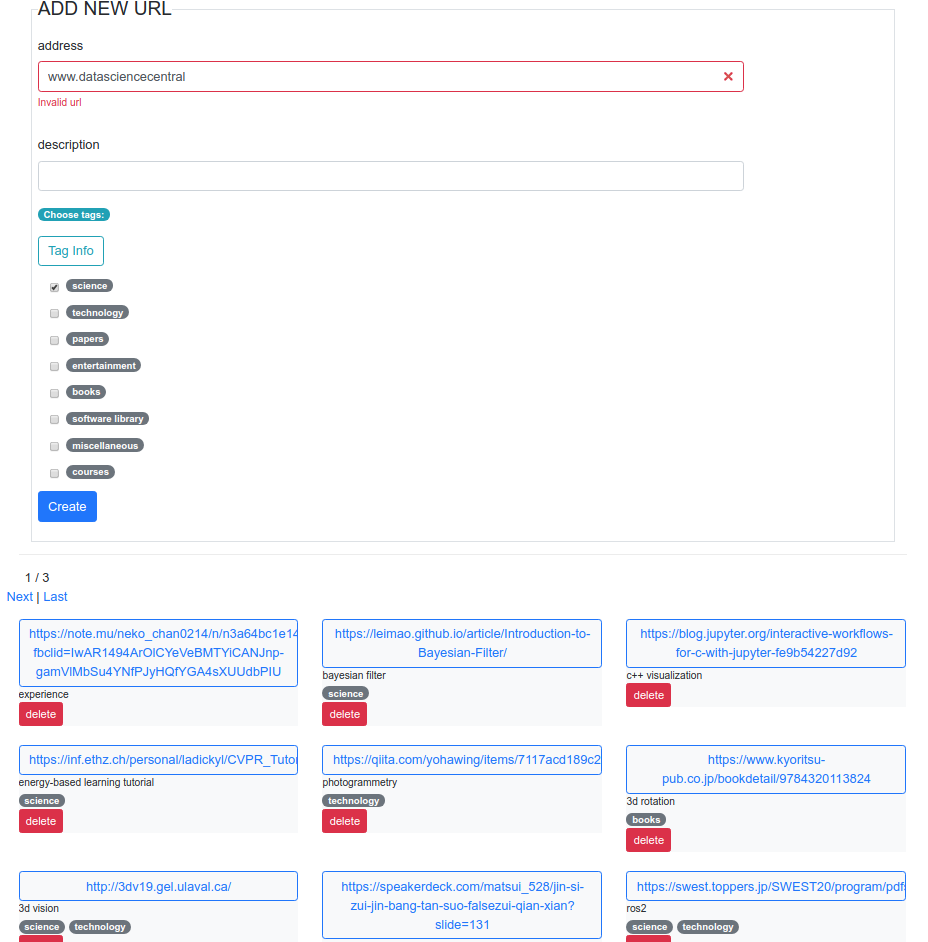 ADD NEW URL
address
www.datasciencecentral
Invalid url
description
Choose tags:
Tag Info
science
technology
papers
entertainment
books
software library
miscellaneous
courses
Create
1 / 3
Next | Last
https://note.mu/neko_chan0214/n/n3a64bc1e14
fbclid=IwAR1494ArOlCYeVeBMTYiCANJnp-
gamVlMbSu4YNfPJyHQfYGA4sXUUdbPIU
experience
delete
https://leimao.github.io/article/Introduction-to-
Bayesian-Filter/
bayesian filter
science
delete
https://blog.jupyter.org/interactive-workflows-
for-c-with-jupyter-fe9b54227d92
c++ visualization
delete
https://inf.ethz.ch/personal/ladickyl/CVPR_Tutor
energy-based learning tutorial
science
delete
https://qiita.com/yohawing/items/7117acd189c2
photogrammetry
technology
delete
https://www.kyoritsu-
pub.co.jp/bookdetail/9784320113824
3d rotation
books
delete
http://3dv19.gel.ulaval.ca/
3d vision
science technology
https://speakerdeck.com/matsui_528/jin-si-
zui-jin-bang-tan-suo-falsezui-qian-xian?
slide=131
https://swest.toppers.jp/SWEST20/program/pdfs
ros2
science technology